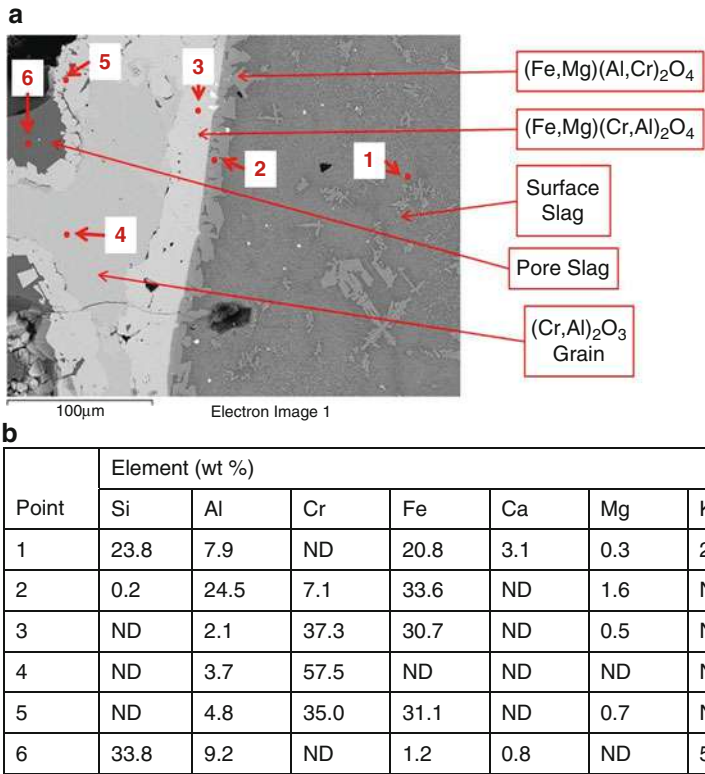 a
6
5
3
2
1
4
(Fe,Mg)(Al,Cr)₂O₄
(Fe,Mg)(Cr,Al)₂O₄
Surface
Slag
Pore Slag
(Cr,Al)₂O₃
Grain
100µm Electron Image 1
b
Element (wt %)
Point Si Al Cr Fe Ca Mg
1 23.8 7.9 ND 20.8 3.1 0.3
2 0.2 24.5 7.1 33.6 ND 1.6
3 ND 2.1 37.3 30.7 ND 0.5
4 ND 3.7 57.5 ND ND ND
5 ND 4.8 35.0 31.1 ND 0.7
6 33.8 9.2 ND 1.2 0.8 ND